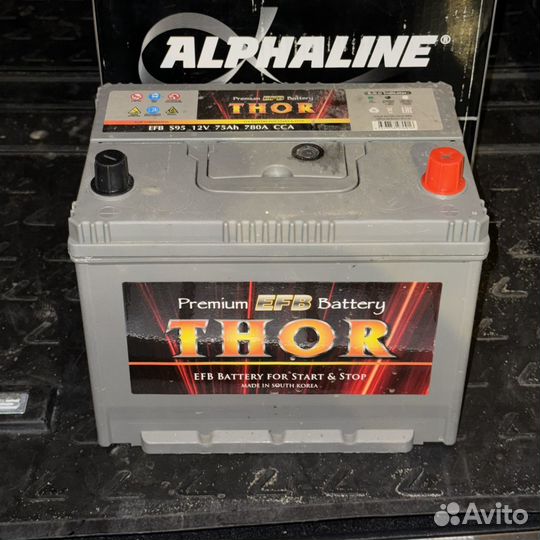 ALPHALINE®
Premium EFB Battery
THOR
EFB S95 12V 75Ah 780A CCA
Premium EFB Battery
THOR
EFB BATTERY FOR START & STOP
MADE IN SOUTH KOREA
Avito